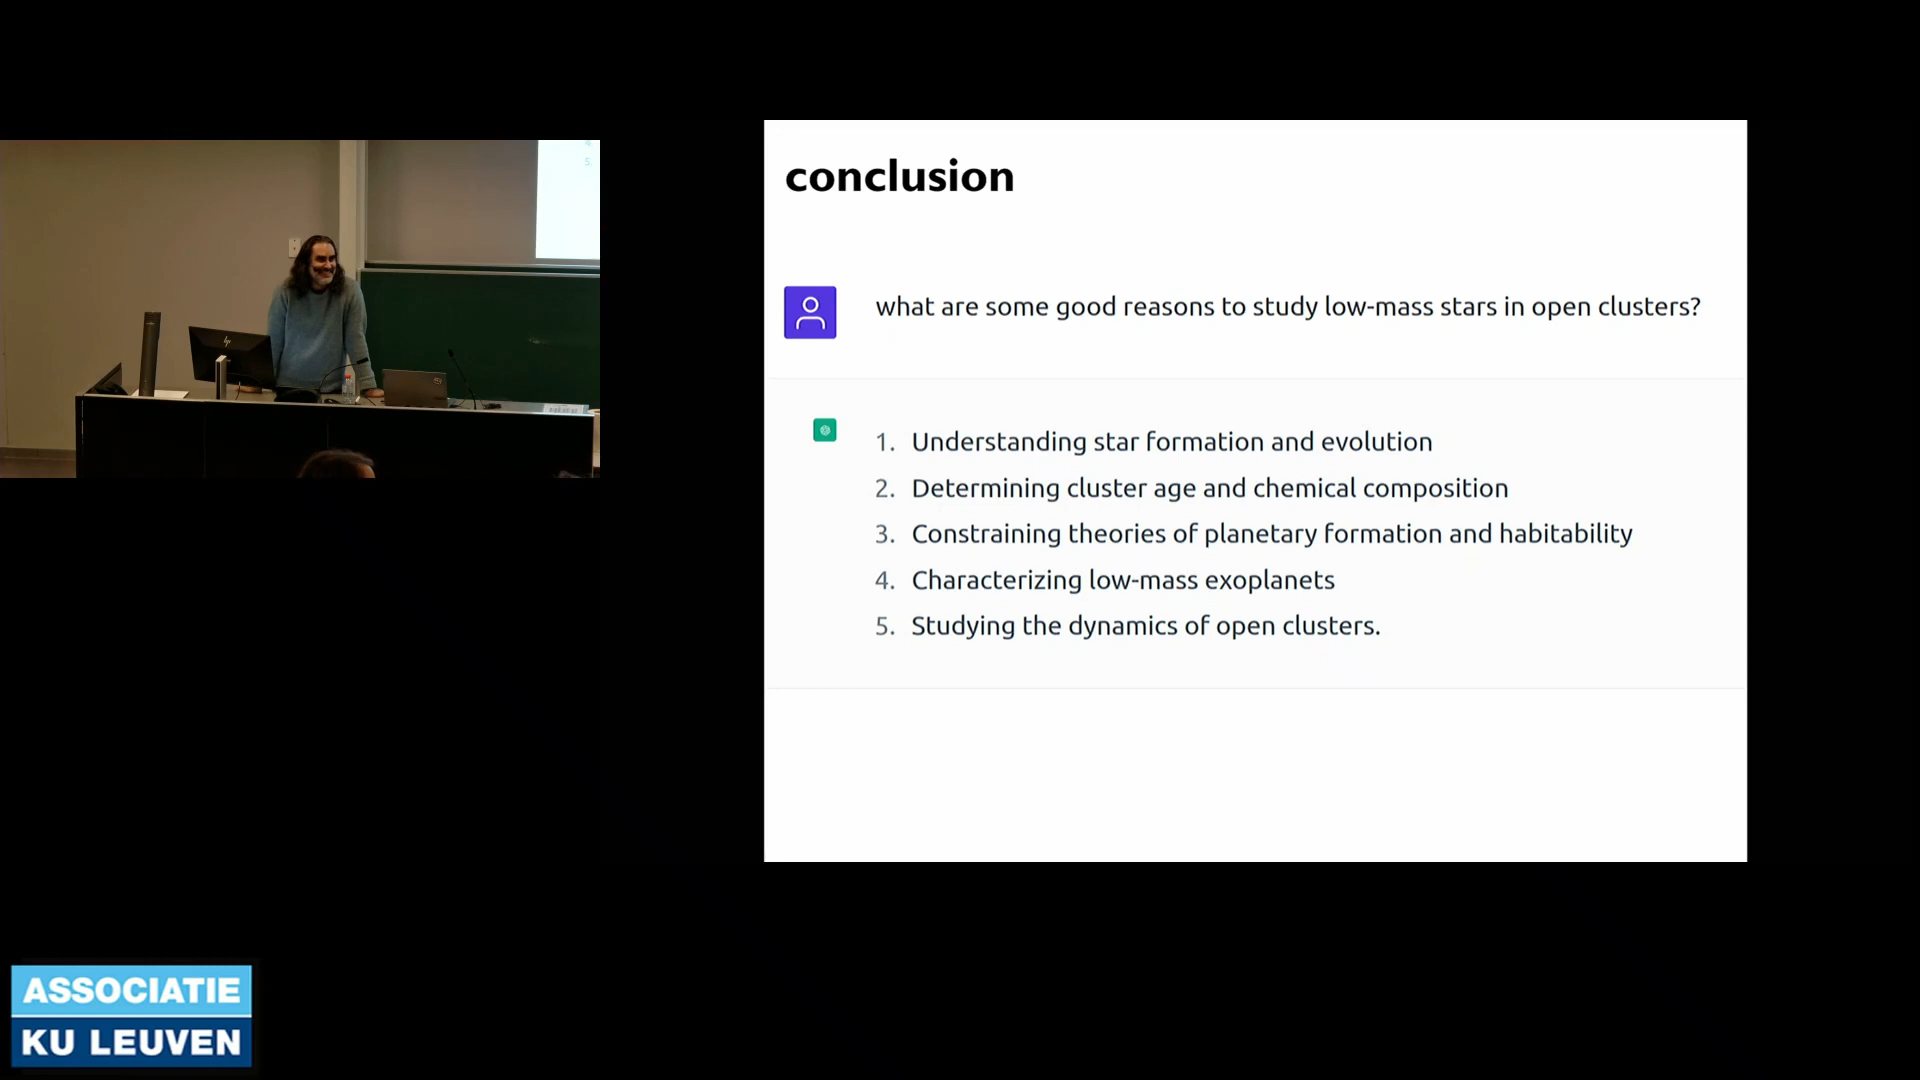 conclusion
what are some good reasons to study low-mass stars in open clusters?
1. Understanding star formation and evolution
2. Determining cluster age and chemical composition
3. Constraining theories of planetary formation and habitability
4. Characterizing low-mass exoplanets
5. Studying the dynamics of open clusters.
hp
ASSOCIATIE
KU LEUVEN